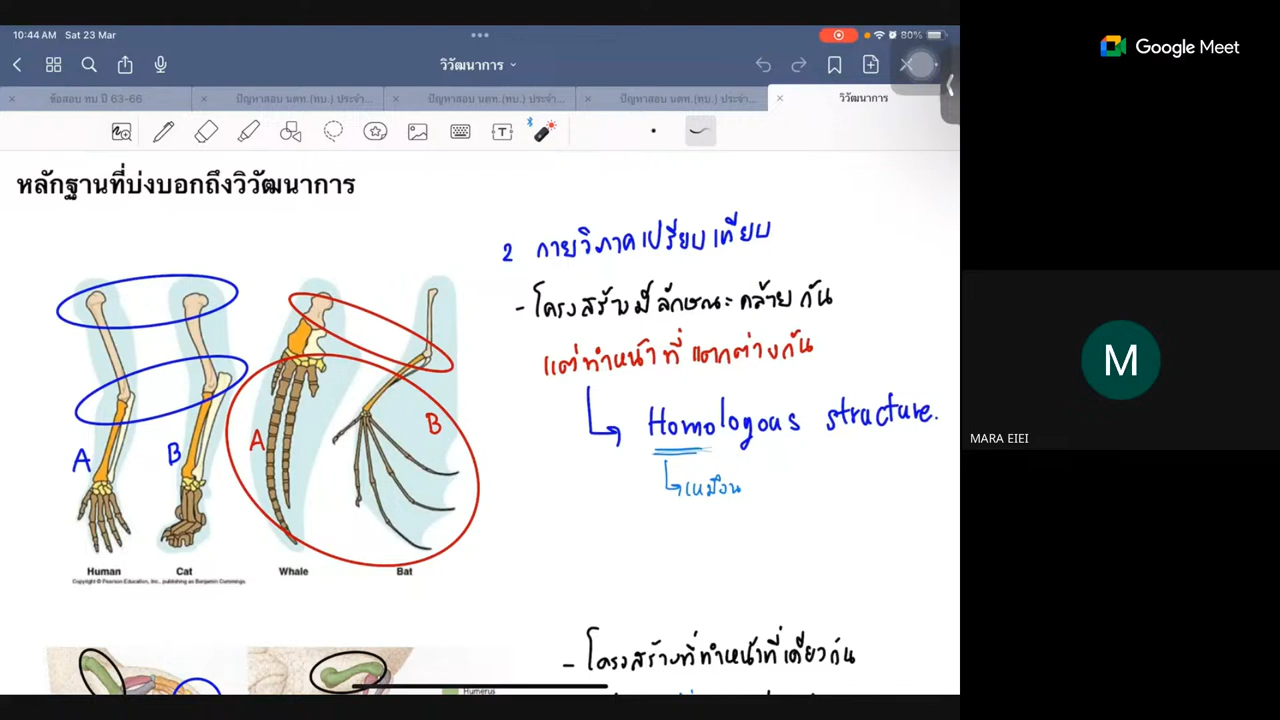 10:44 AM Sat 23 Mar
80%
Google Meet
วิวัฒนาการ
ข้อสอบ ทบ ปี 63-66
ปัญหาสอบ นตท.(ทบ.) ประจำ...
ปัญหาสอบ นตท.(ทบ.) ประจำ...
ปัญหาสอบ นตท.(ทบ.) ประจำ...
วิวัฒนาการ
หลักฐานที่บ่งบอกถึงวิวัฒนาการ
2 กายวิภาคเปรียบเทียบ
- โครงสร้างมีลักษณะคล้ายกัน
แต่ทำหน้าที่แตกต่างกัน
Homologous structure.
เหมือน
A
B
A
B
Human Cat Whale Bat
Copyright © Pearson Education, Inc., publishing as Benjamin Cummings.
- โครงสร้างที่ทำหน้าที่เดียวกัน
Humerus
M
MARA EIEI